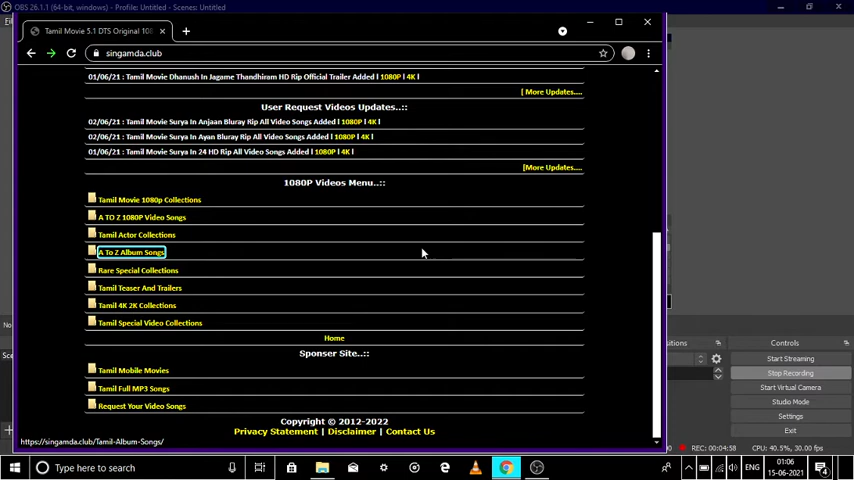 OBS 26.1.1 (64-bit, windows) - Profile: Untitled - Scenes: Untitled
Tamil Movie 5.1 DTS Original 108
singamda.club
01/06/21 : Tamil Movie Dhanush In Jagame Thandhiram HD Rip Official Trailer Added l 1080P l 4K l
[ More Updates....
User Request Videos Updates..::
02/06/21 : Tamil Movie Surya In Anjaan Bluray Rip All Video Songs Added l 1080P l 4K l
02/06/21 : Tamil Movie Surya In Ayan Bluray Rip All Video Songs Added l 1080P l 4K l
01/06/21 : Tamil Movie Surya In 24 HD Rip All Video Songs Added l 1080P l 4K l
[More Updates....
1080P Videos Menu..::
Tamil Movie 1080p Collections
A TO Z 1080P Video Songs
Tamil Actor Collections
A To Z Album Songs
Rare Special Collections
Tamil Teaser And Trailers
Tamil 4K 2K Collections
Tamil Special Video Collections
Home
Sponser Site..::
Tamil Mobile Movies
Tamil Full MP3 Songs
Request Your Video Songs
Copyright © 2012-2022
Privacy Statement | Disclaimer | Contact Us
https://singamda.club/Tamil-Album-Songs/
Controls
Start Streaming
Stop Recording
Start Virtual Camera
Studio Mode
Settings
Exit
REC: 00:04:58
CPU: 40.5%, 30.00 fps
Type here to search
ENG
01:06
15-06-2021
4